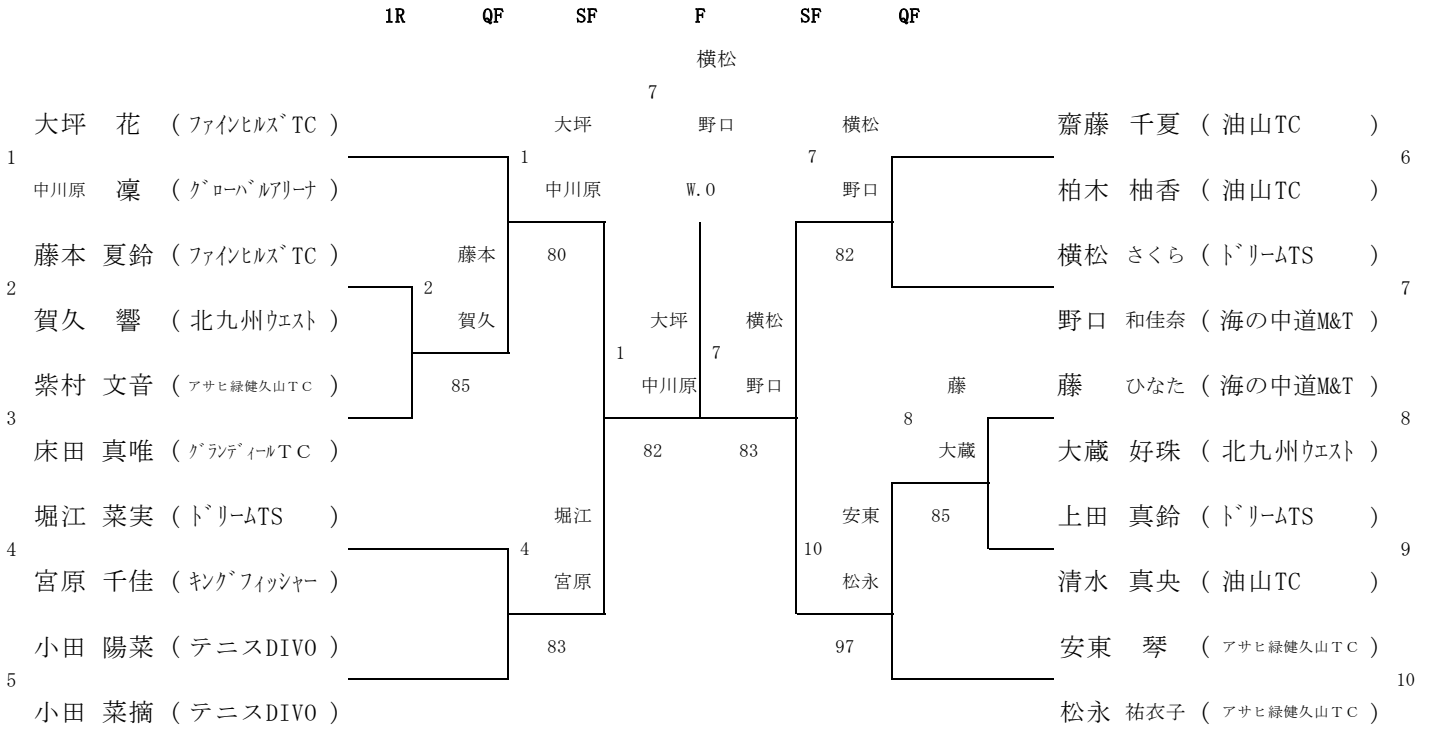 1R QF SF F SF QF
横松
7
大坪 花 ( ファインヒルズTC ) 大坪 野口 横松 齋藤 千夏 ( 油山TC )
1 1 7 6
中川原 凜 ( グローバルアリーナ ) 中川原 W.O 野口 柏木 柚香 ( 油山TC )
藤本 夏鈴 ( ファインヒルズTC ) 藤本 80 82 横松 さくら ( ドリームTS )
2 2 7
賀久 響 ( 北九州ウエスト ) 賀久 大坪 横松 野口 和佳奈 ( 海の中道M&T )
1 7
柴村 文音 ( アサヒ緑健久山TC ) 85 中川原 野口 藤 藤 ひなた ( 海の中道M&T )
3 8 8
床田 真唯 ( グランディールTC ) 82 83 大蔵 大蔵 好珠 ( 北九州ウエスト )
堀江 菜実 ( ドリームTS ) 堀江 安東 85 上田 真鈴 ( ドリームTS )
4 4 10 9
宮原 千佳 ( キングフィッシャー ) 宮原 松永 清水 真央 ( 油山TC )
小田 陽菜 ( テニスDIVO ) 83 97 安東 琴 ( アサヒ緑健久山TC )
5 10
小田 菜摘 ( テニスDIVO ) 松永 祐衣子 ( アサヒ緑健久山TC )